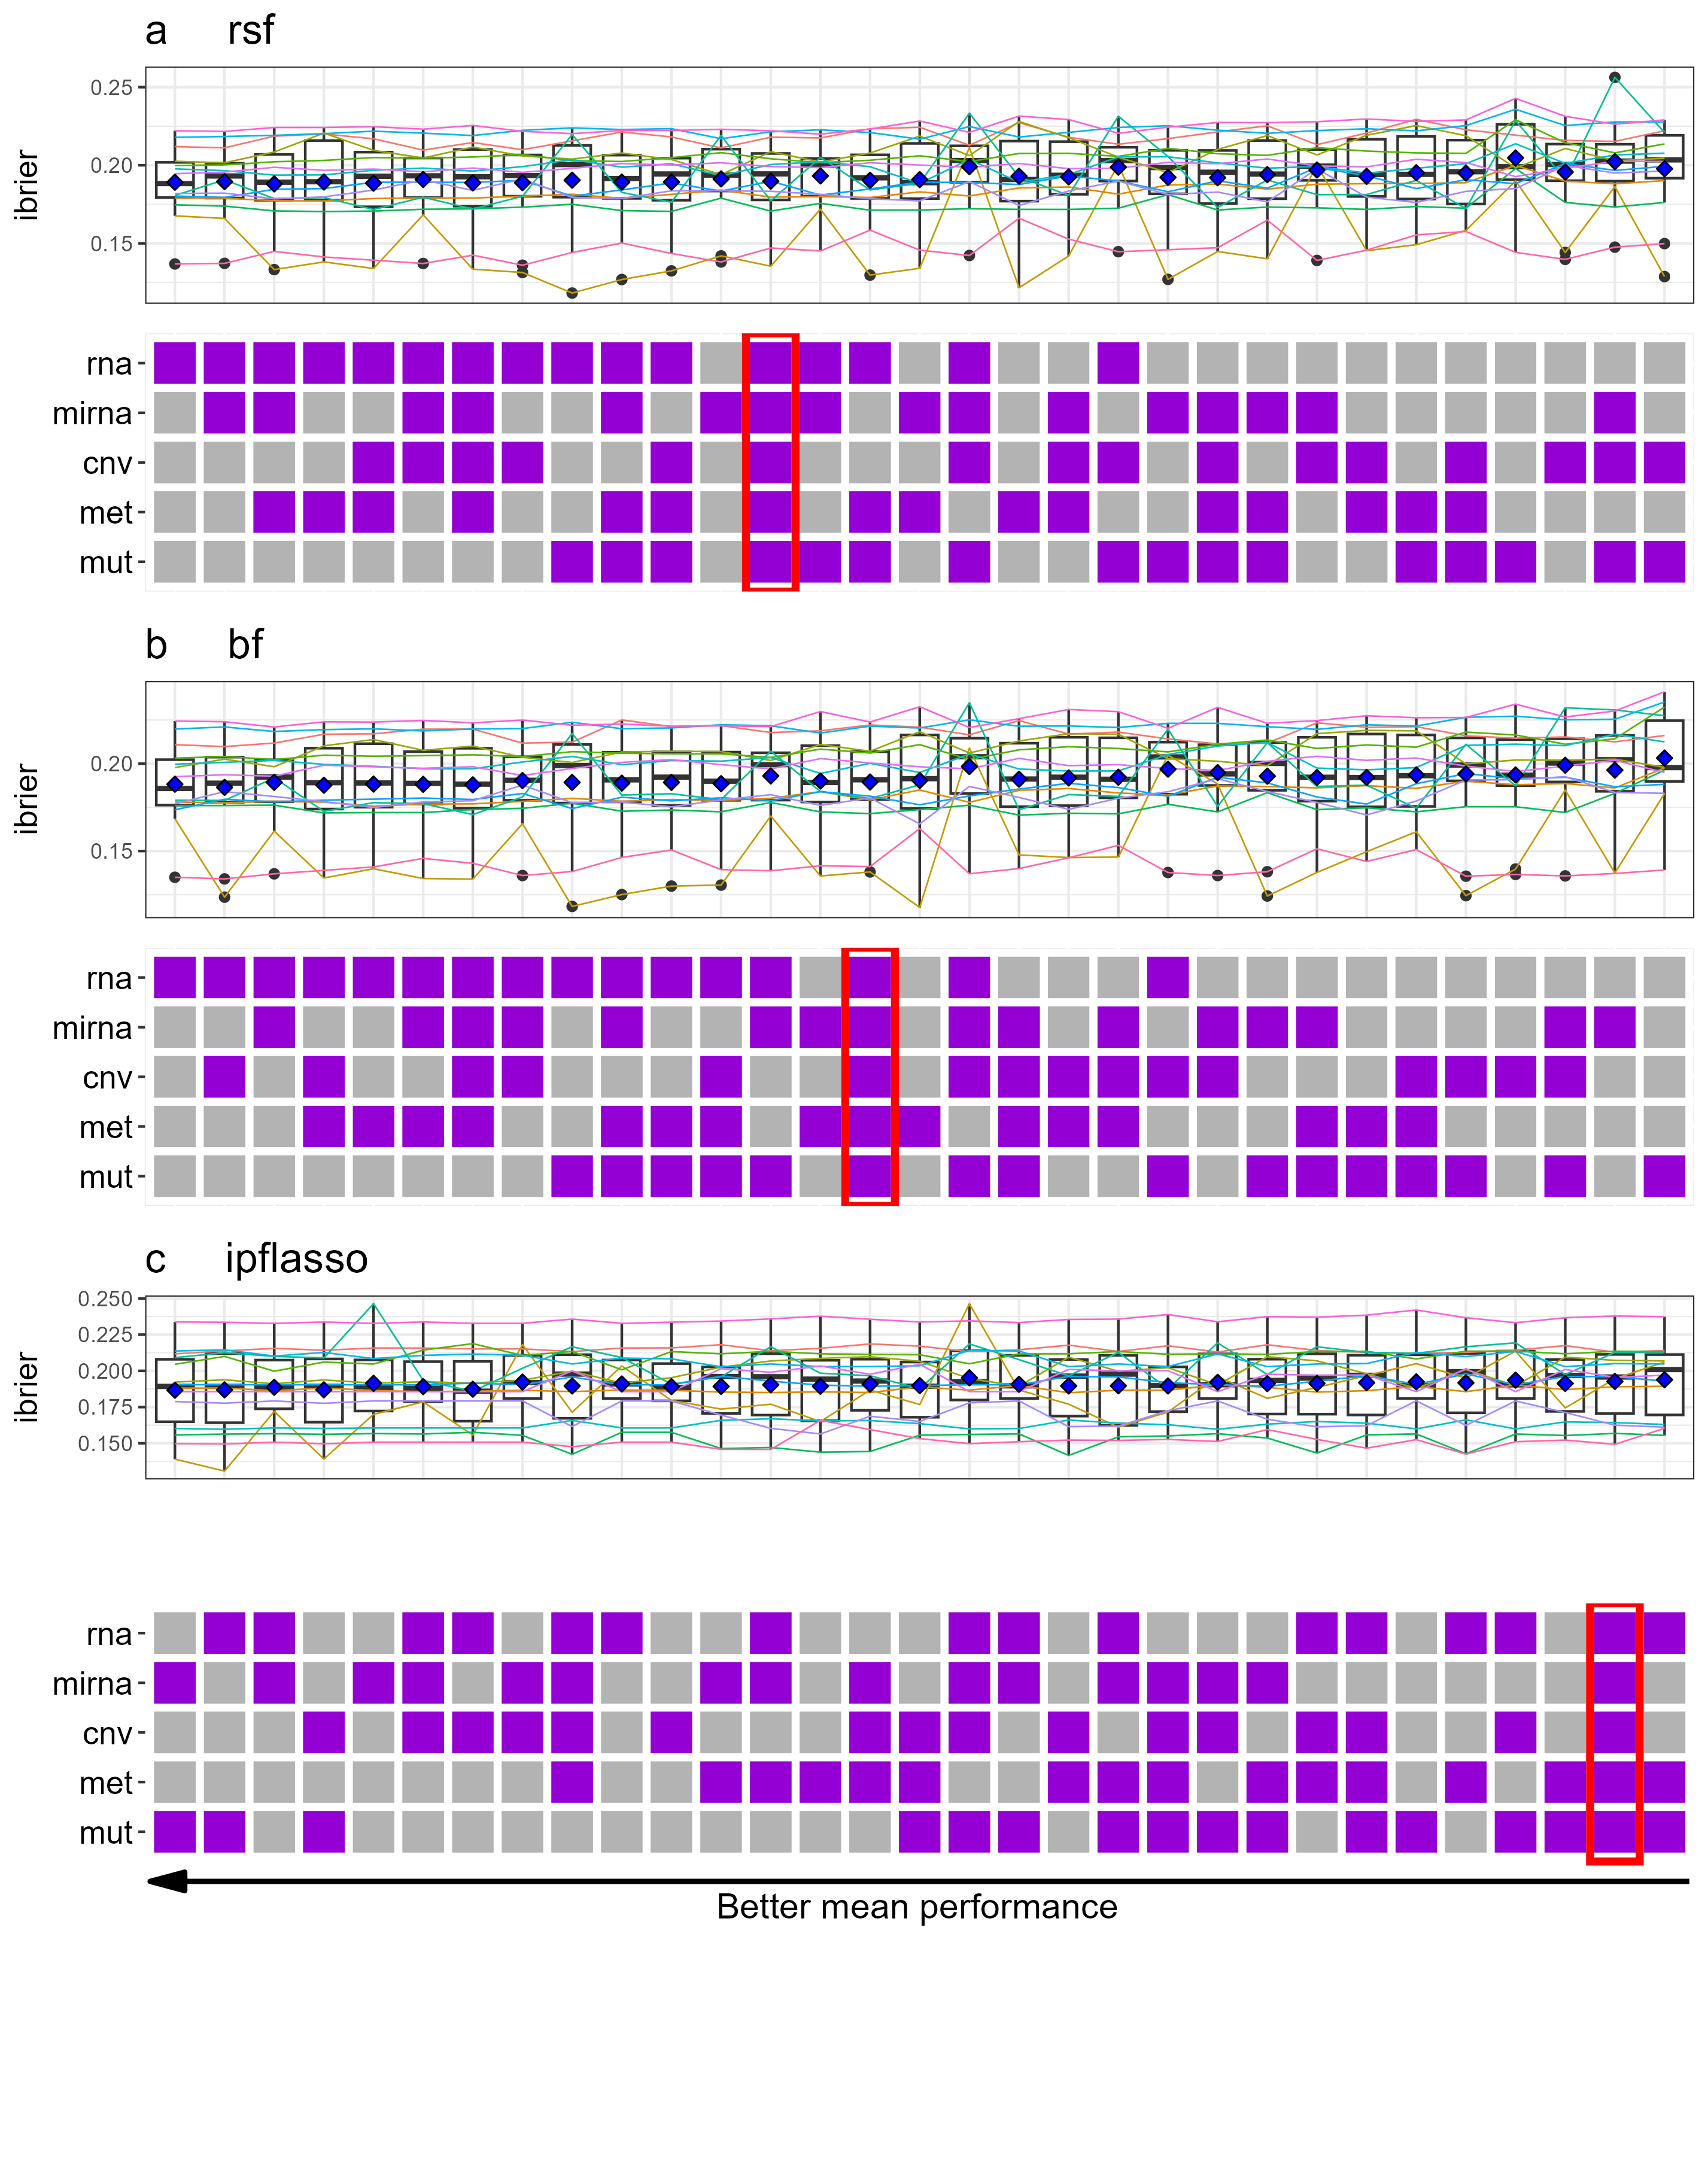 a rsf
ibrier
0.25
0.20
0.15
rna
mirna
cnv
met
mut
b bf
ibrier
0.20
0.15
rna
mirna
cnv
met
mut
c ipflasso
ibrier
0.250
0.225
0.200
0.175
0.150
rna
mirna
cnv
met
mut
Better mean performance